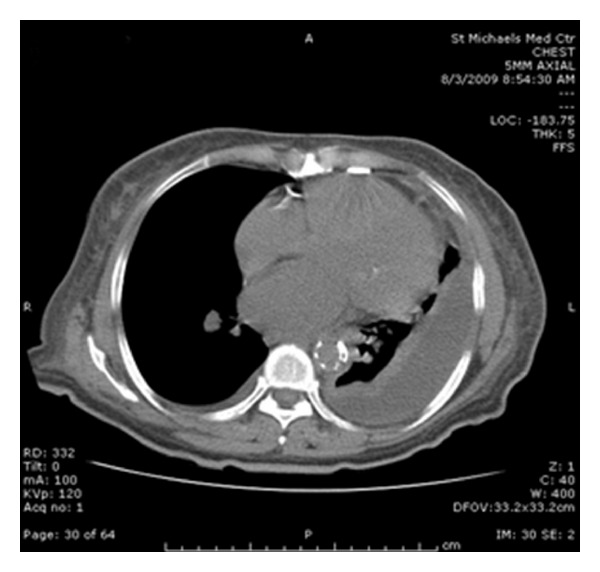 A
St Michaels Med Ctr
CHEST
5MM AXIAL
8/3/2009 8:54:30 AM
---
---
LOC: -183.75
THK: 5
FFS
R
L
RD: 332
Tilt: 0
mA: 100
KVp: 120
Acq no: 1
Page: 30 of 64
P
cm
Z: 1
C: 40
W: 400
DFOV:33.2x33.2cm
IM: 30 SE: 2